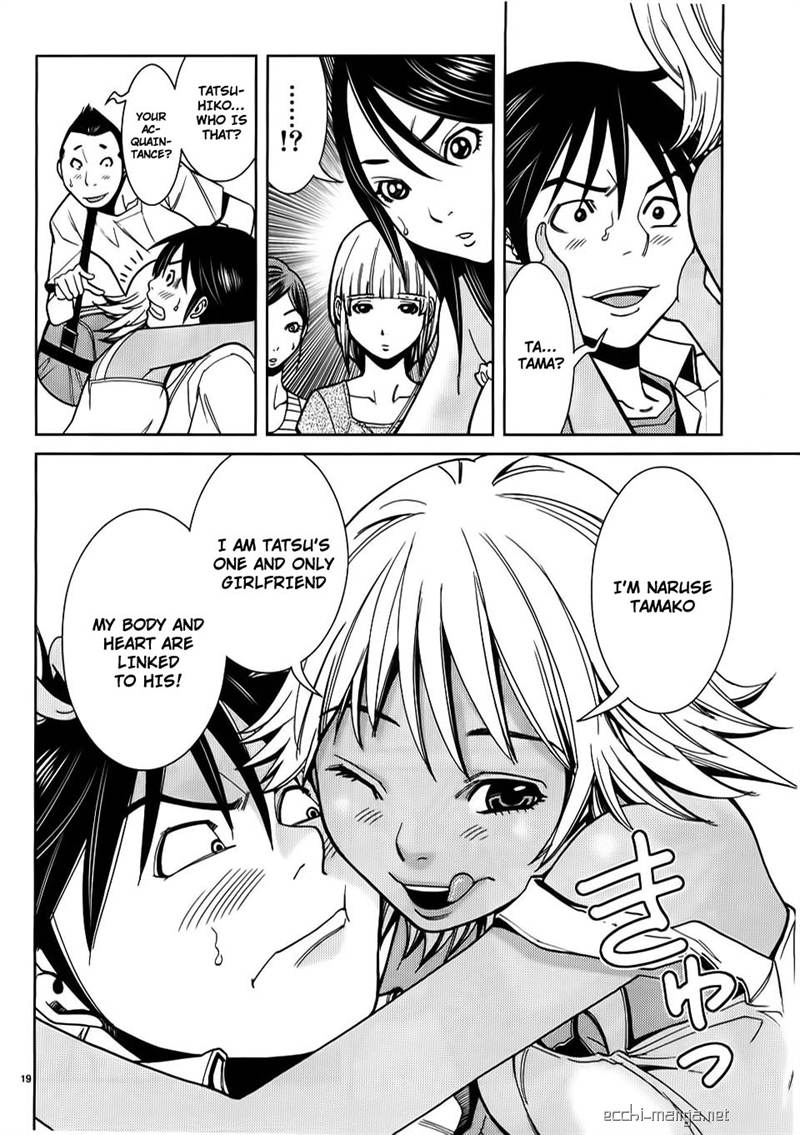 TA...
TAMA?
......
!?
TATSU-
HIKO...
WHO IS
THAT?
YOUR
AC-
QUAIN-
TANCE?
I'M NARUSE
TAMAKO
I AM TATSU'S
ONE AND ONLY
GIRLFRIEND
MY BODY AND
HEART ARE
LINKED
TO HIS!
きゅっ
19
ecchi-manga.net